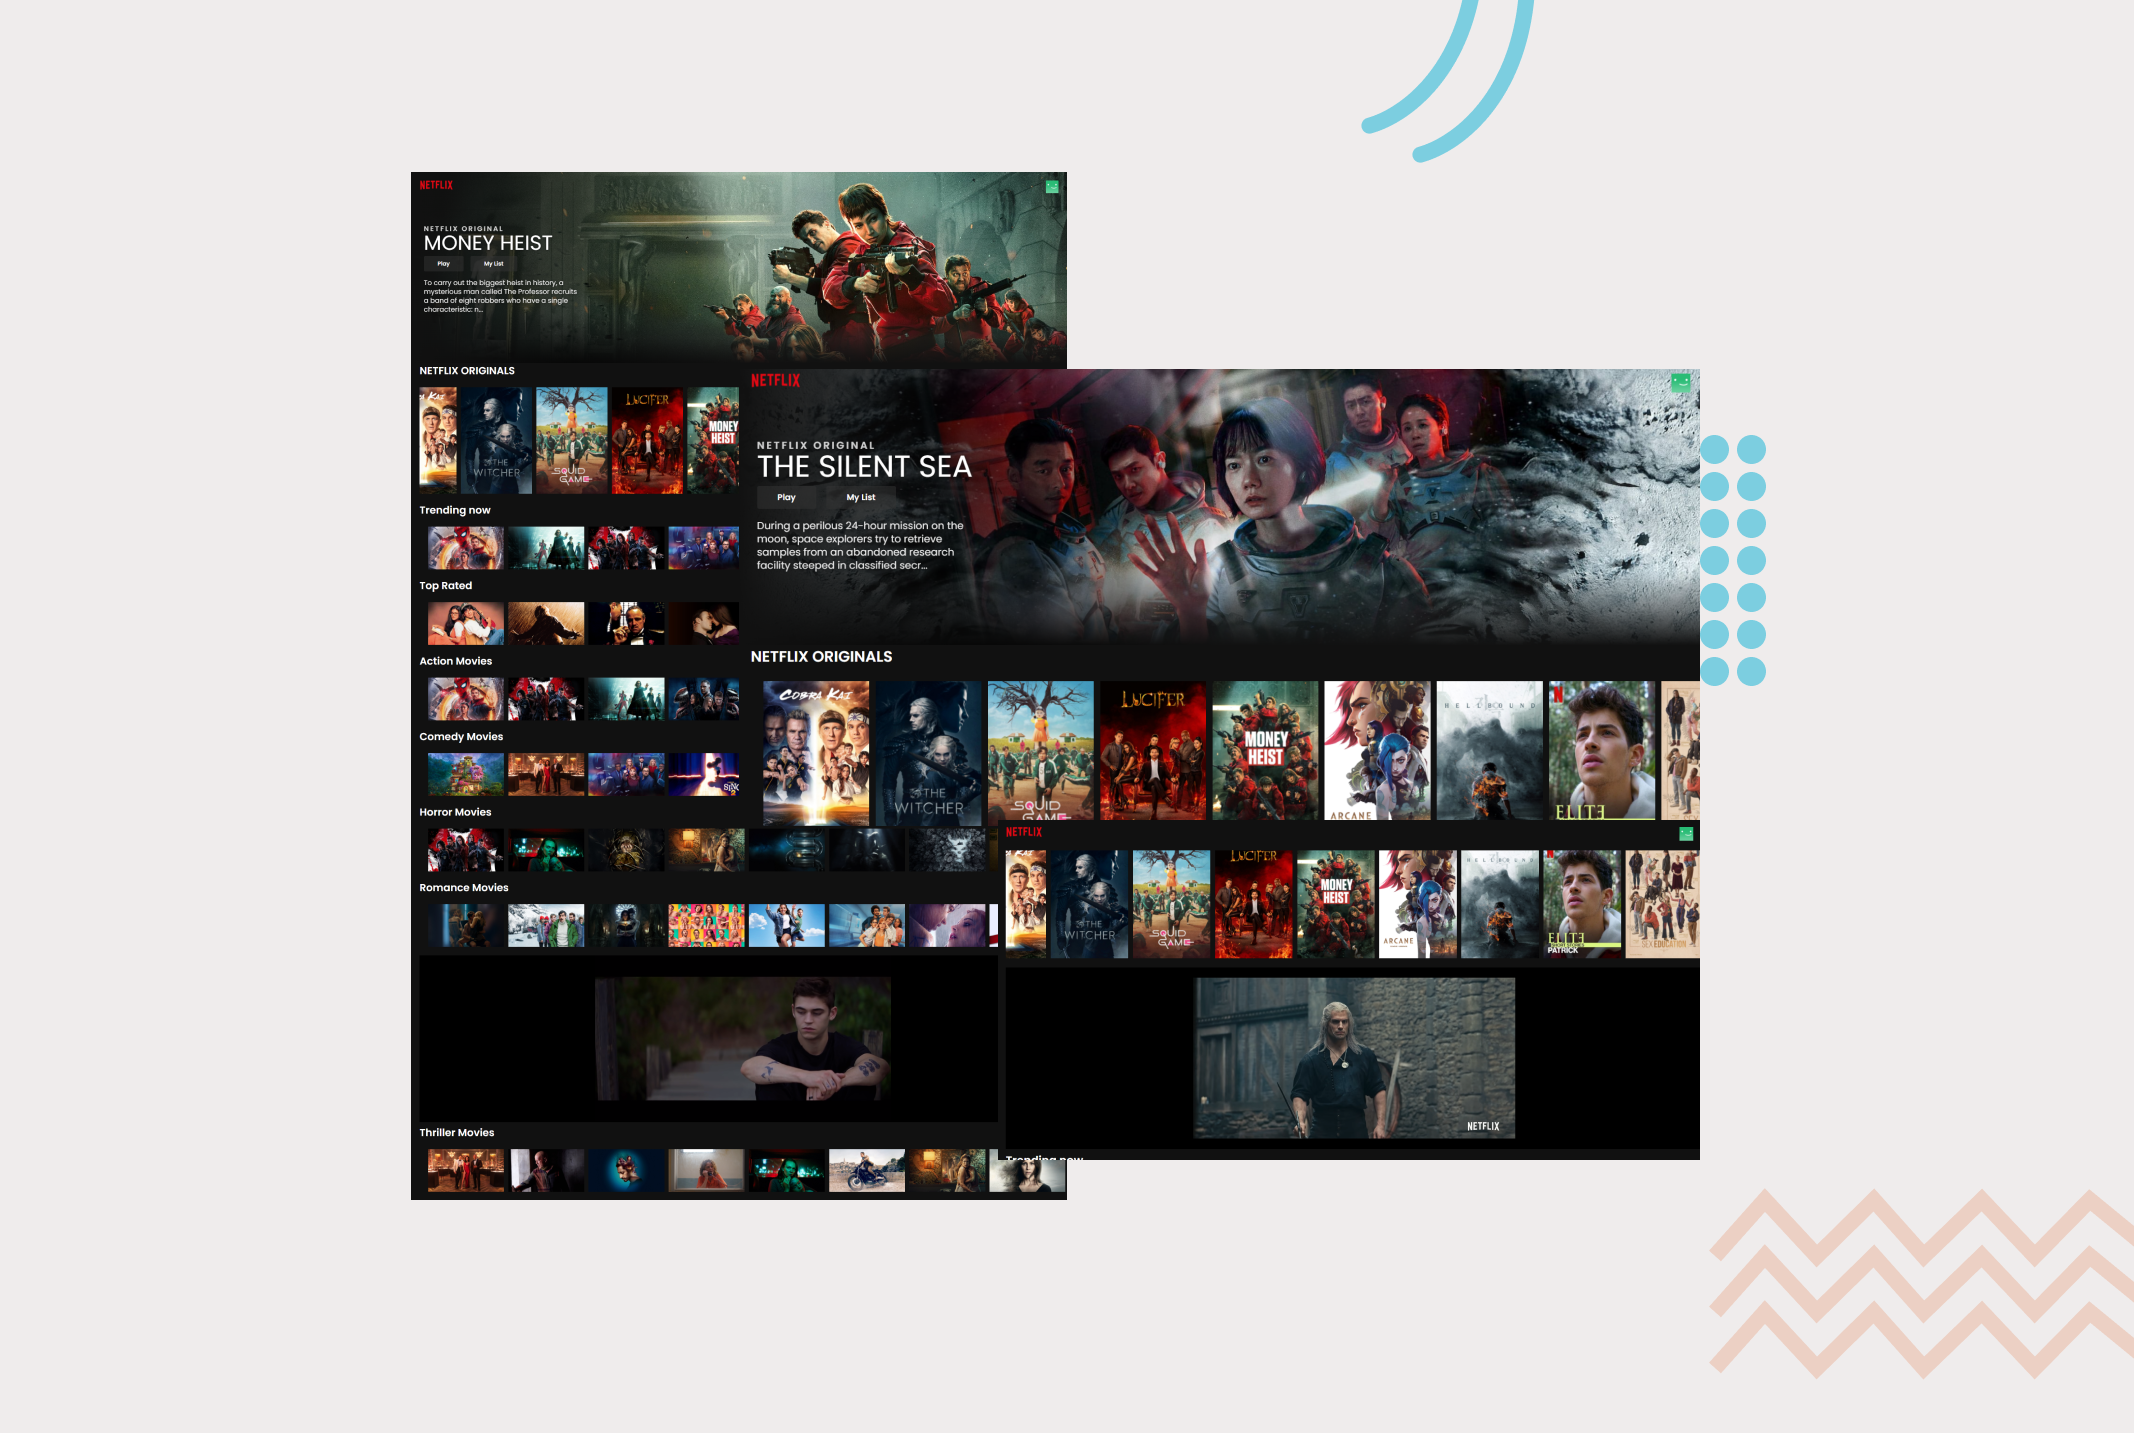 NETFLIX
NETFLIX ORIGINAL
MONEY HEIST
Play
My List
To carry out the biggest heist in history, a
mysterious man called The Professor recruits
a band of eight robbers who have a single
characteristic: n...
NETFLIX ORIGINALS
THE
WITCHER
SQUID
GAME
LUCIFER
MONEY
HEIST
Trending now
Top Rated
Action Movies
Comedy Movies
Horror Movies
Romance Movies
Thriller Movies
NETFLIX
NETFLIX ORIGINAL
THE SILENT SEA
Play
My List
During a perilous 24-hour mission on the
moon, space explorers try to retrieve
samples from an abandoned research
facility steeped in classified secr...
NETFLIX ORIGINALS
COBRA KAI
THE
WITCHER
SQUID
GAME
LUCIFER
MONEY
HEIST
ARCANE
HELLBOUND
N
ELITE
NETFLIX
THE
WITCHER
SQUID
GAME
LUCIFER
MONEY
HEIST
ARCANE
HELLBOUND
ELITE
PATRICK
SEX EDUCATION
NETFLIX
Trending now